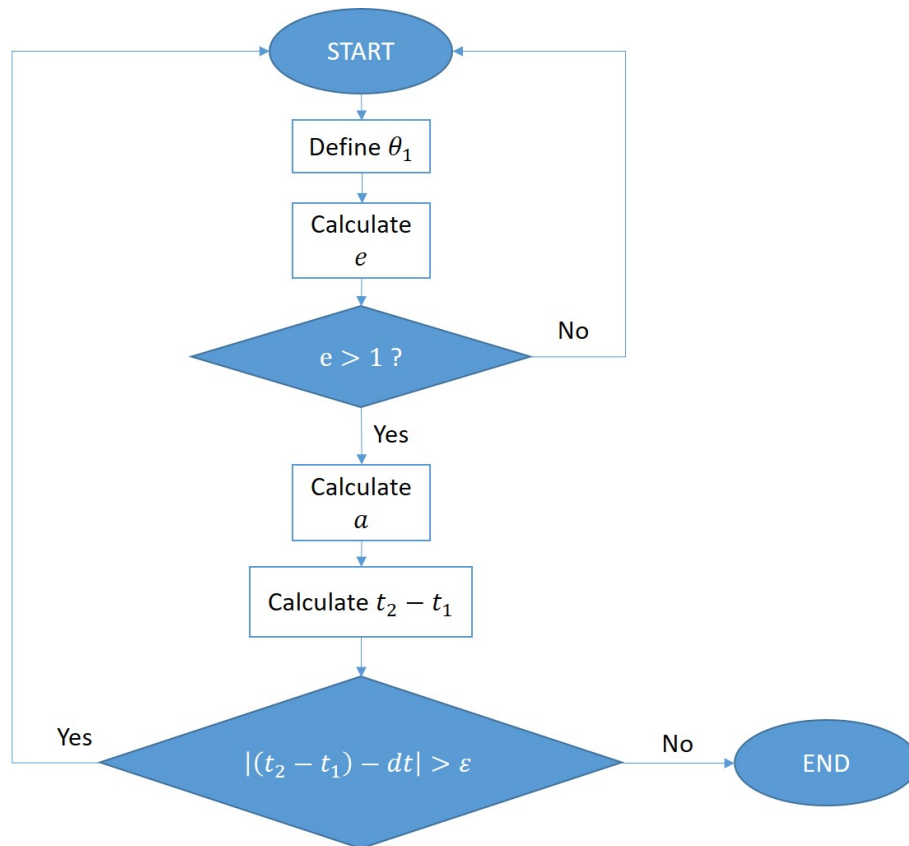 START
Define θ₁
Calculate
e
e > 1 ?
No
Yes
Calculate
a
Calculate t₂ − t₁
Yes
|(t₂ − t₁) − dt| > ε
No
END